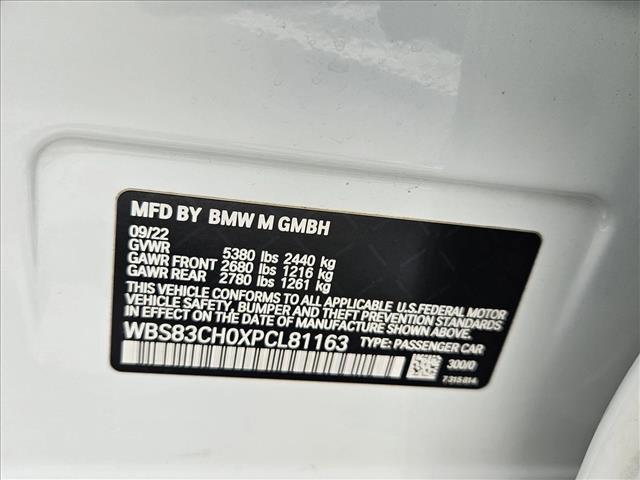 MFD BY BMW M GMBH
09/22
GVWR 5380 lbs 2440 kg
GAWR FRONT 2680 lbs 1216 kg
GAWR REAR 2780 lbs 1261 kg
THIS VEHICLE CONFORMS TO ALL APPLICABLE U.S.FEDERAL MOTOR
VEHICLE SAFETY, BUMPER AND THEFT PREVENTION STANDARDS
IN EFFECT ON THE DATE OF MANUFACTURE SHOWN ABOVE.
WBS83CH0XPCL81163 TYPE: PASSENGER CAR
300/0
7 315 814